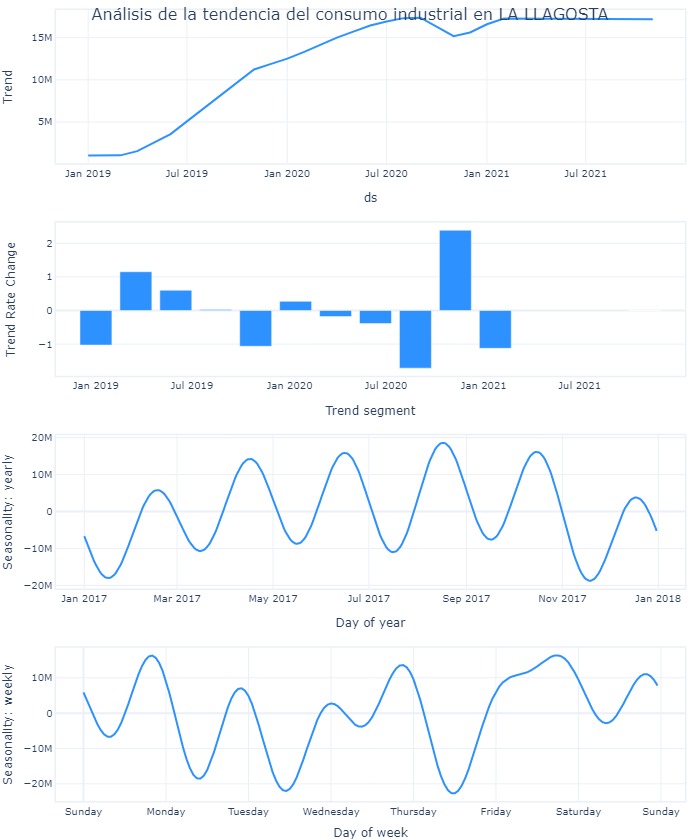 Análisis de la tendencia del consumo industrial en LA LLAGOSTA
15M
10M
5M
Trend
Jan 2019 Jul 2019 Jan 2020 Jul 2020 Jan 2021 Jul 2021
ds
2
1
0
−1
Trend Rate Change
Jan 2019 Jul 2019 Jan 2020 Jul 2020 Jan 2021 Jul 2021
Trend segment
20M
10M
0
−10M
−20M
Seasonality: yearly
Jan 2017 Mar 2017 May 2017 Jul 2017 Sep 2017 Nov 2017 Jan 2018
Day of year
10M
0
−10M
−20M
Seasonality: weekly
Sunday Monday Tuesday Wednesday Thursday Friday Saturday Sunday
Day of week